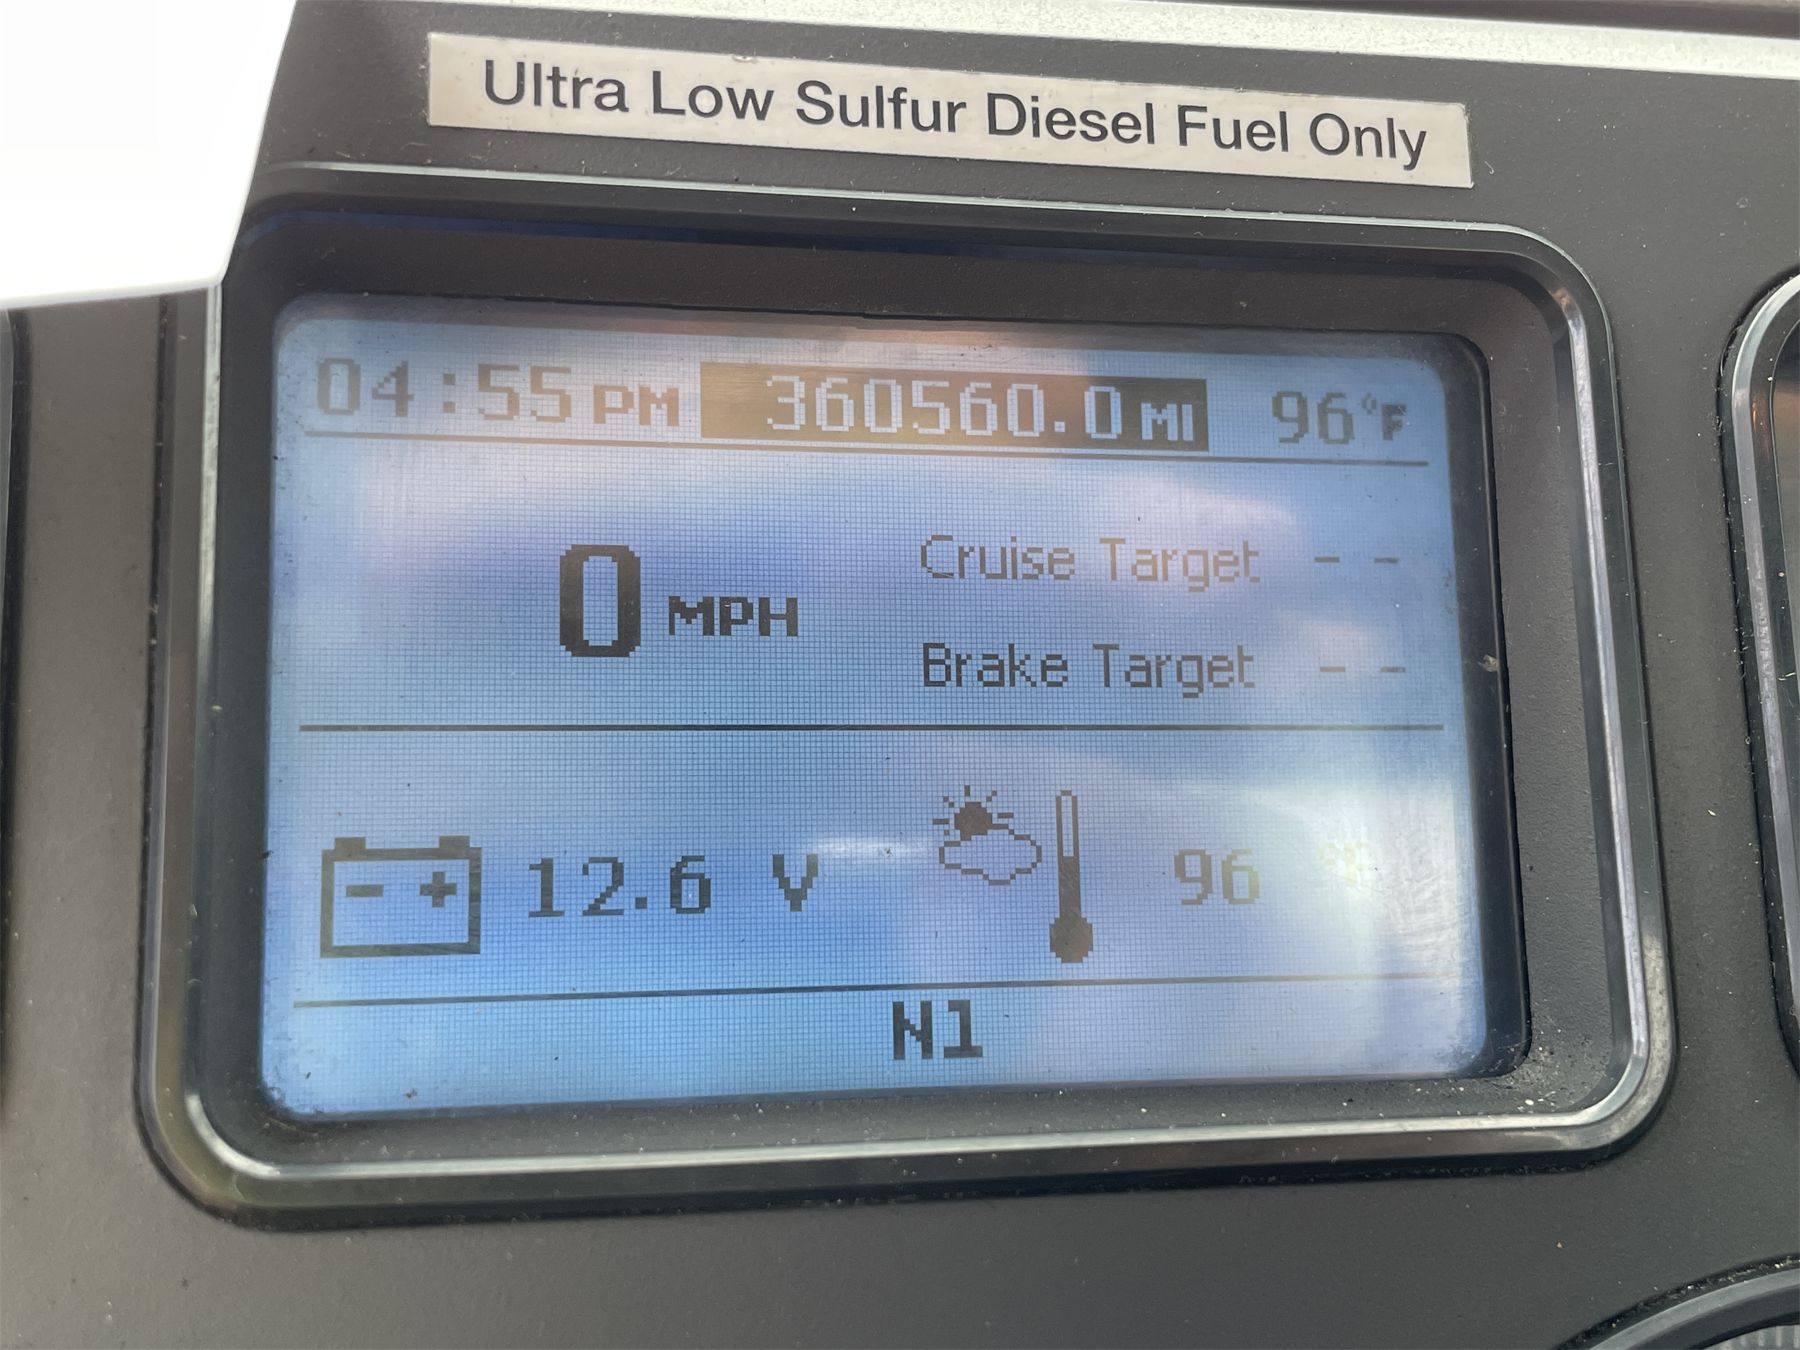 Ultra Low Sulfur Diesel Fuel Only
04:55 PM 360560.0 MI 96°F
Cruise Target - -
0 MPH
Brake Target - -
- + 12.6 V 96 °F
N1